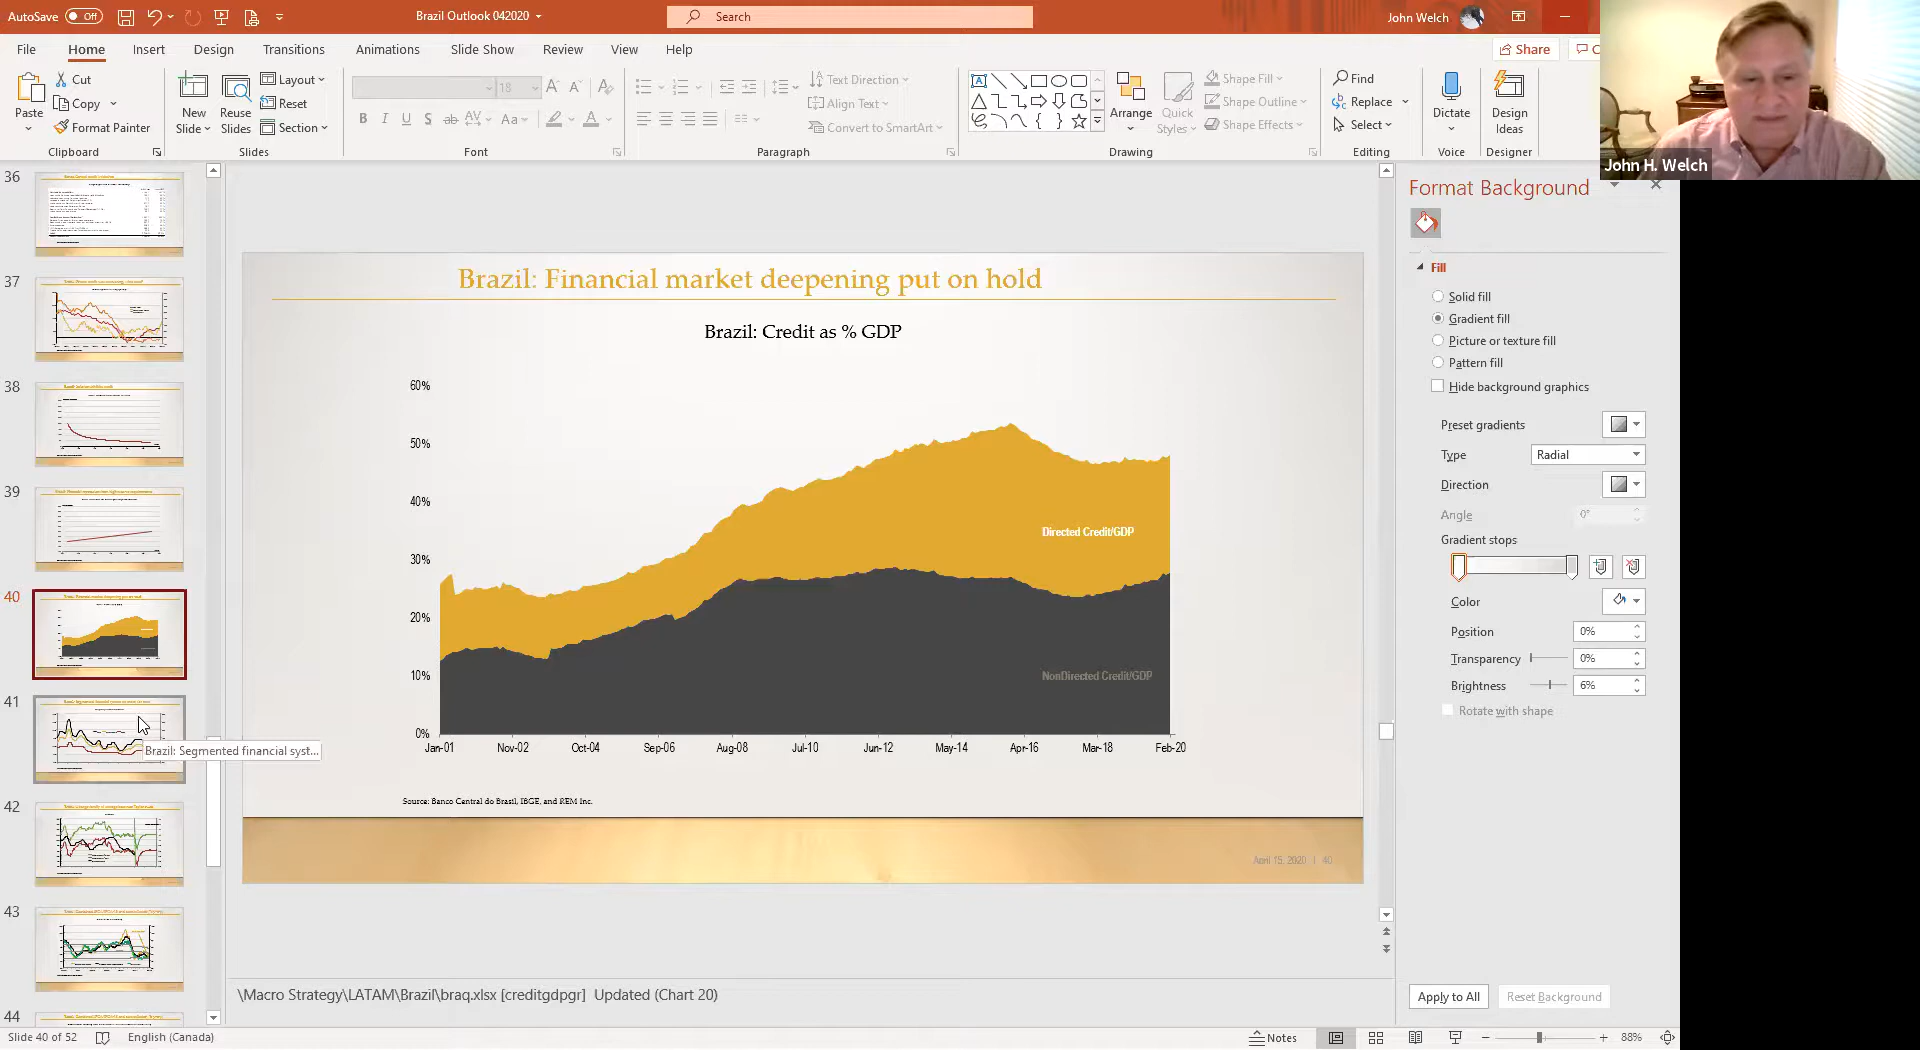 AutoSave Off
Brazil Outlook 042020
Search
John Welch
File Home Insert Design Transitions Animations Slide Show Review View Help
Share
Paste
Cut
Copy
Format Painter
Clipboard
New Slide
Reuse Slides
Layout
Reset
Section
Slides
18
Font
Text Direction
Align Text
Convert to SmartArt
Paragraph
Arrange
Quick Styles
Shape Fill
Shape Outline
Shape Effects
Drawing
Find
Replace
Select
Editing
Dictate
Voice
Design Ideas
Designer
John H. Welch
36
37
38
39
40
41
Brazil: Segmented financial syst...
42
43
44
Brazil: Financial market deepening put on hold
Brazil: Credit as % GDP
60%
50%
40%
30%
20%
10%
0%
Directed Credit/GDP
NonDirected Credit/GDP
Jan-01 Nov-02 Oct-04 Sep-06 Aug-08 Jul-10 Jun-12 May-14 Apr-16 Mar-18 Feb-20
Source: Banco Central do Brasil, IBGE, and REM Inc.
April 15, 2020 | 40
\Macro Strategy\LATAM\Brazil\braq.xlsx [creditgdpgr] Updated (Chart 20)
Format Background
Fill
Solid fill
Gradient fill
Picture or texture fill
Pattern fill
Hide background graphics
Preset gradients
Type Radial
Direction
Angle 0°
Gradient stops
Color
Position 0%
Transparency 0%
Brightness 6%
Rotate with shape
Apply to All
Reset Background
Slide 40 of 52
English (Canada)
Notes
88%